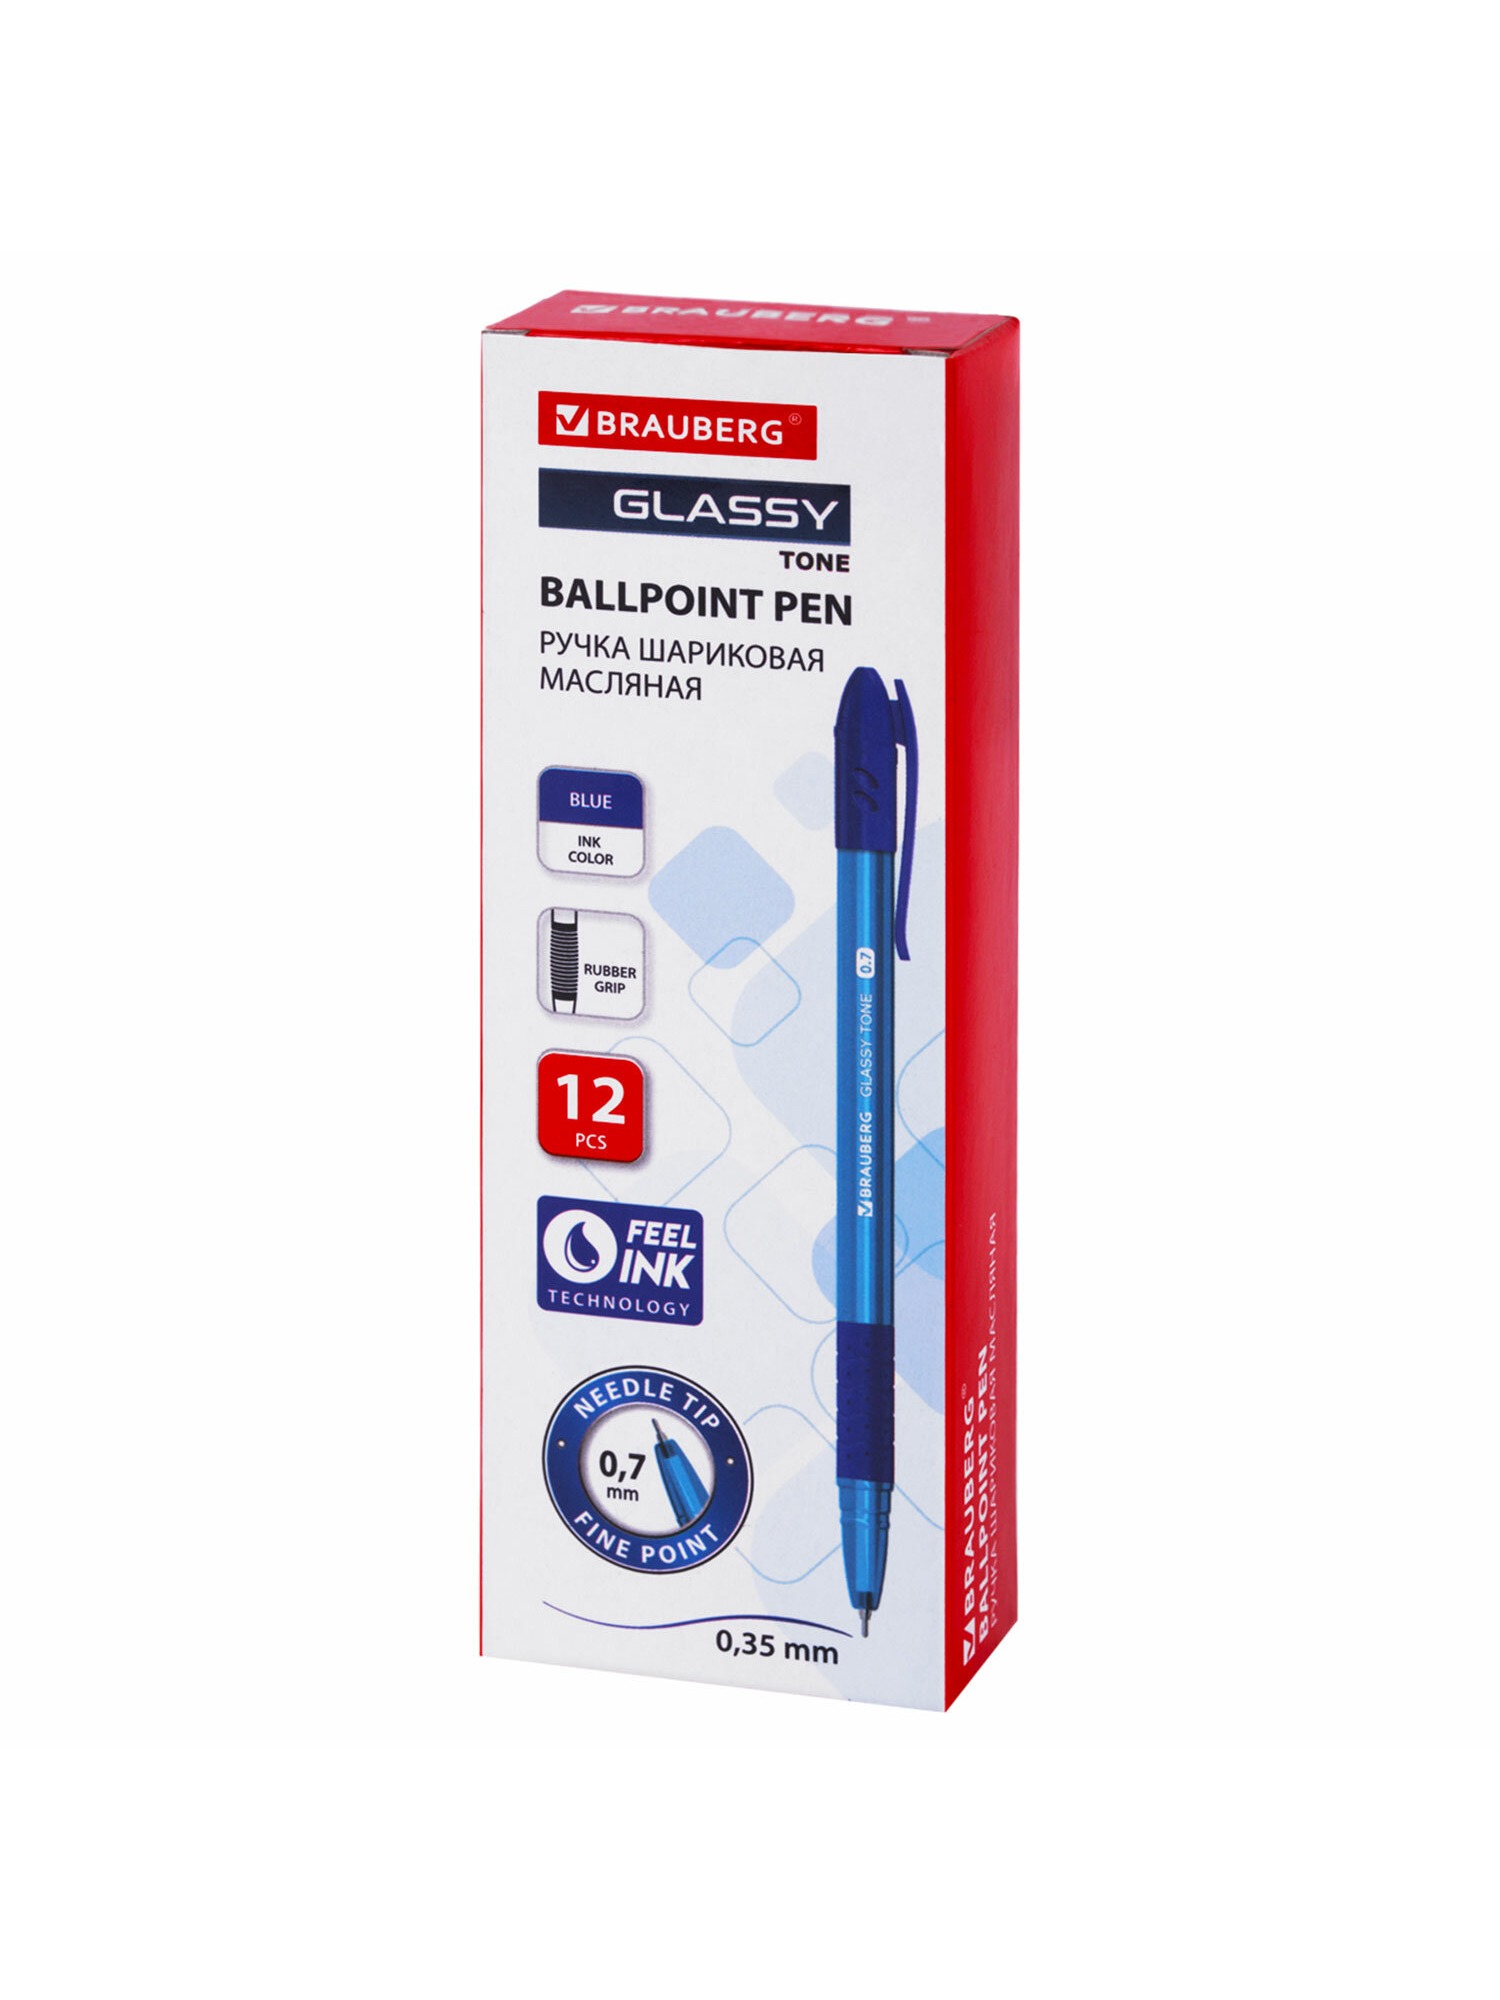 BRAUBERG ®
BRAUBERG®
GLASSY
TONE
BALLPOINT PEN
РУЧКА ШАРИКОВАЯ
МАСЛЯНАЯ
BLUE
INK
COLOR
RUBBER
GRIP
12
PCS
FEEL
INK
TECHNOLOGY
NEEDLE TIP
0,7
mm
FINE POINT
0,35 mm
BRAUBERG GLASSY TONE 0.7
BRAUBERG®
BALLPOINT PEN
РУЧКА ШАРИКОВАЯ МАСЛЯНАЯ